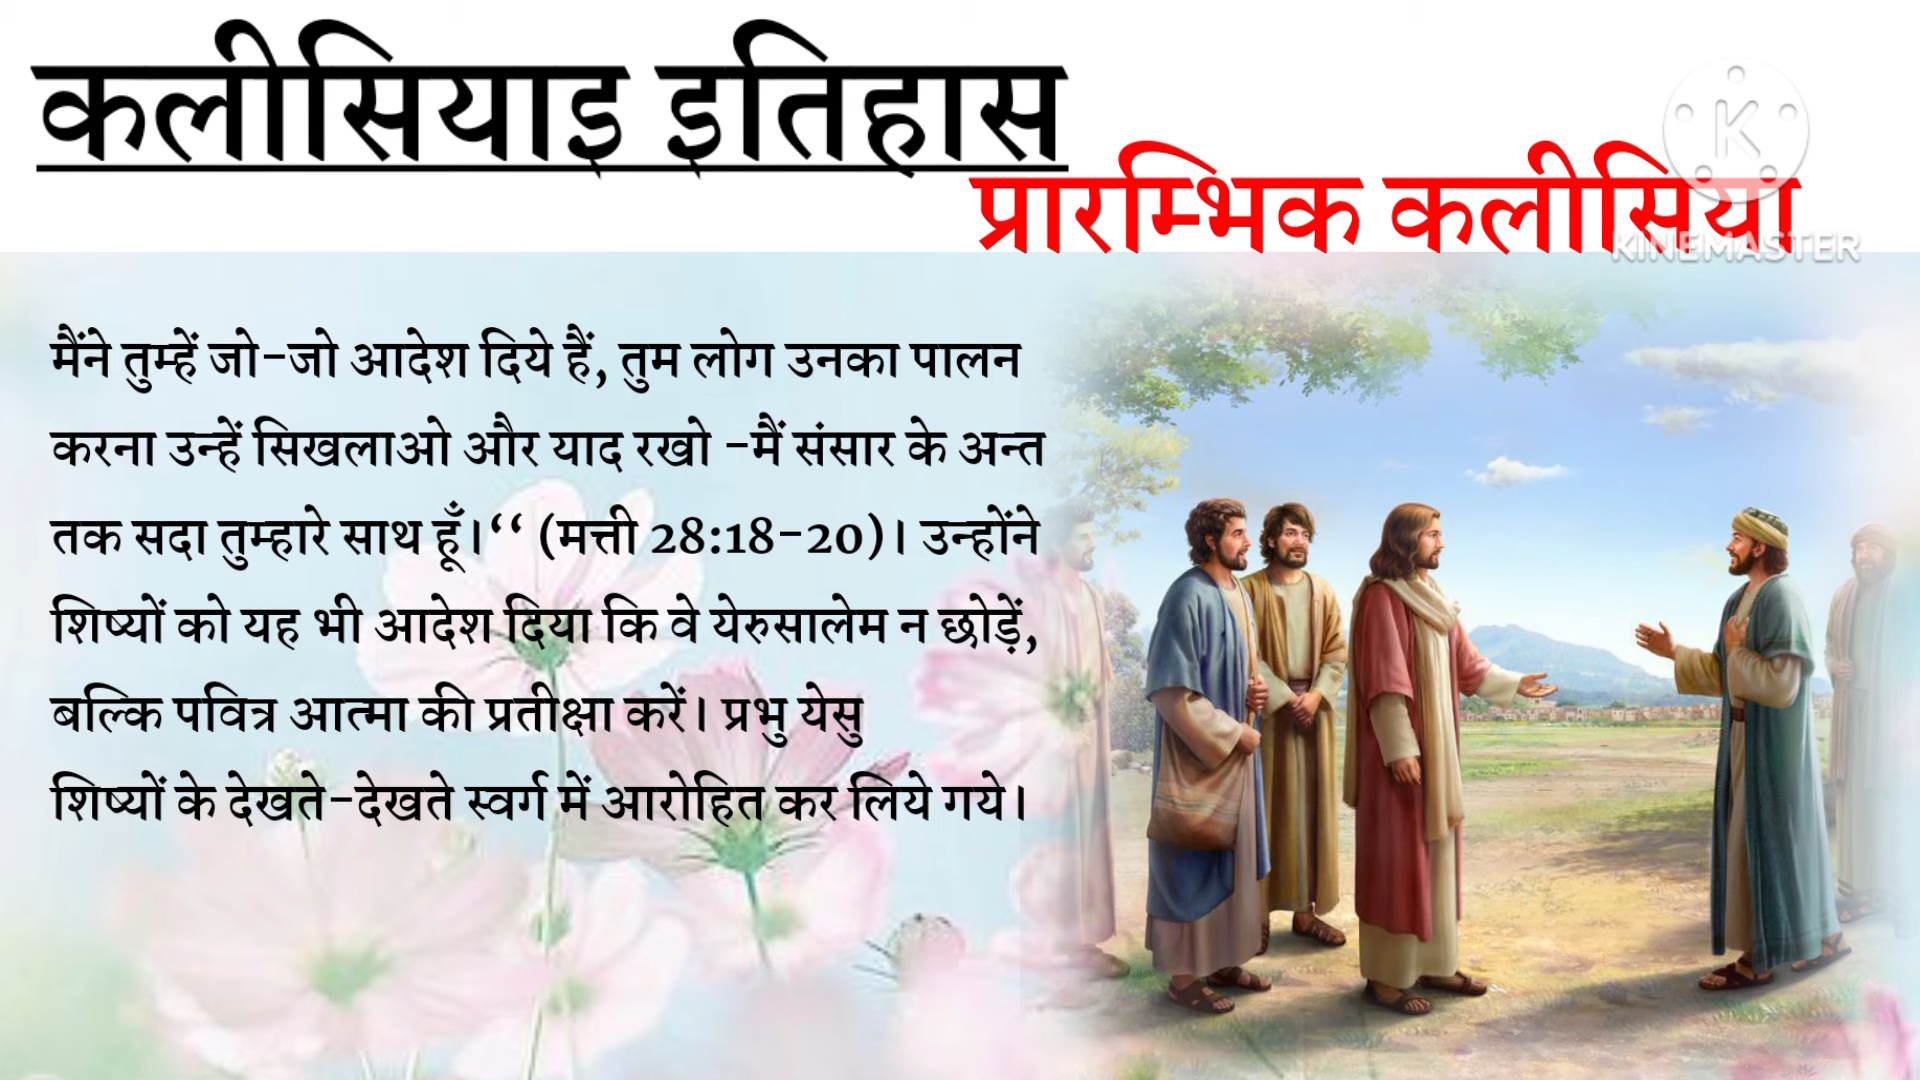 कलीसियाइ इतिहास
प्रारम्भिक कलीसिया
K
KINEMASTER
मैंने तुम्हें जो-जो आदेश दिये हैं, तुम लोग उनका पालन
करना उन्हें सिखलाओ और याद रखो -मैं संसार के अन्त
तक सदा तुम्हारे साथ हूँ।‘‘ (मत्ती 28:18-20)। उन्होंने
शिष्यों को यह भी आदेश दिया कि वे येरुसालेम न छोड़ें,
बल्कि पवित्र आत्मा की प्रतीक्षा करें। प्रभु येसु
शिष्यों के देखते-देखते स्वर्ग में आरोहित कर लिये गये।